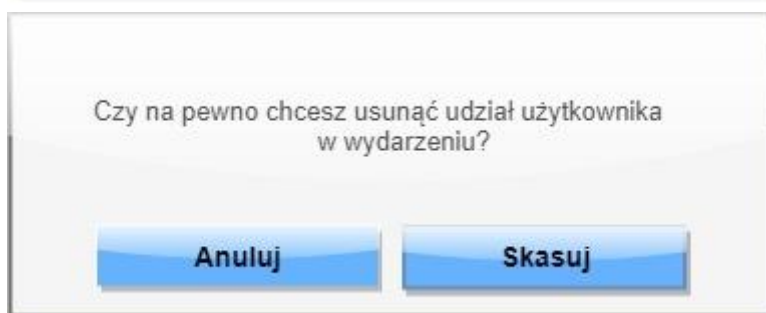 Czy na pewno chcesz usunąć udział użytkownika
w wydarzeniu?
Anuluj Skasuj